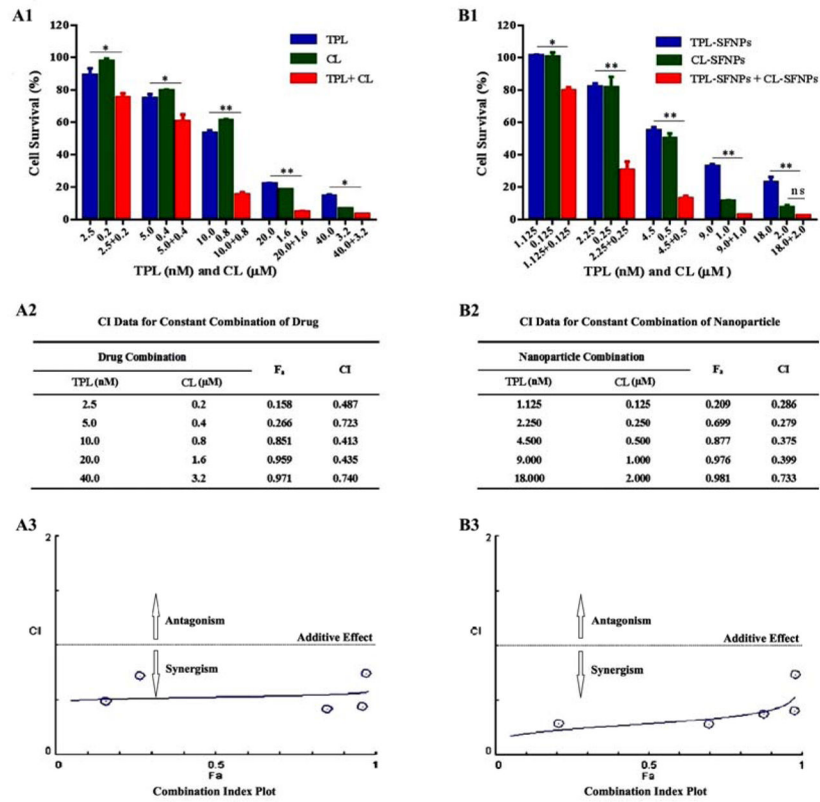 A1
120
100
80
60
40
20
0
Cell Survival (%)
TPL
CL
TPL+ CL
*
*
**
**
*
2.5
0.2
2.5+0.2
5.0
0.4
5.0+0.4
10.0
0.8
10.0+0.8
20.0
1.6
20.0+1.6
40.0
3.2
40.0+3.2
TPL (nM) and CL (μM)
B1
120
100
80
60
40
20
0
Cell Survival (%)
TPL-SFNPs
CL-SFNPs
TPL-SFNPs + CL-SFNPs
*
**
**
**
**
ns
1.125
0.125
1.125+0.125
2.25
0.25
2.25+0.25
4.5
0.5
4.5+0.5
9.0
1.0
9.0+1.0
18.0
2.0
18.0+2.0
TPL (nM) and CL (μM )
A2
CI Data for Constant Combination of Drug
Drug Combination Fa CI
TPL (nM) CL (μM)
2.5 0.2 0.158 0.487
5.0 0.4 0.266 0.723
10.0 0.8 0.851 0.413
20.0 1.6 0.959 0.435
40.0 3.2 0.971 0.740
B2
CI Data for Constant Combination of Nanoparticle
Nanoparticle Combination Fa CI
TPL (nM) CL (μM)
1.125 0.125 0.209 0.286
2.250 0.250 0.699 0.279
4.500 0.500 0.877 0.375
9.000 1.000 0.976 0.399
18.000 2.000 0.981 0.733
A3
2
CI
Antagonism
Additive Effect
Synergism
0
0 0.5 1
Fa
Combination Index Plot
B3
2
CI
Antagonism
Additive Effect
Synergism
0
0 0.5 1
Fa
Combination Index Plot